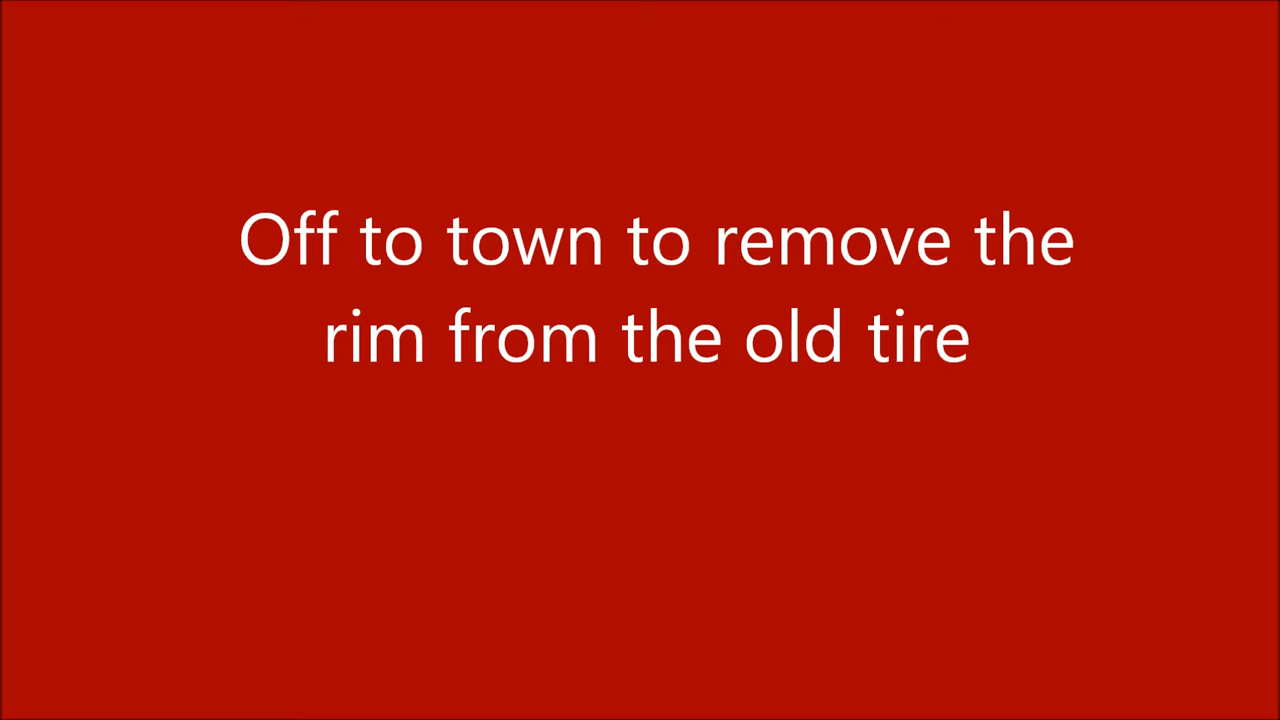 Off to town to remove the
rim from the old tire